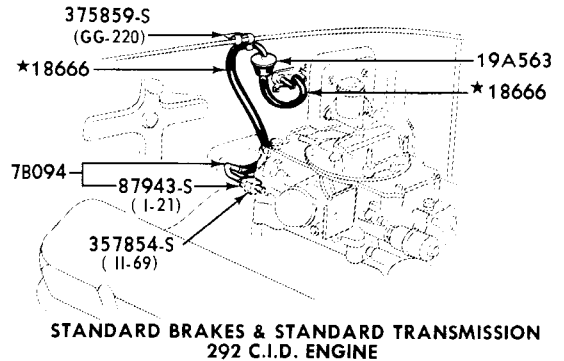 375859-S
(GG-220)
★18666
19A563
★18666
7B094
87943-S
( I-21)
357854-S
( II-69)
STANDARD BRAKES & STANDARD TRANSMISSION
292 C.I.D. ENGINE